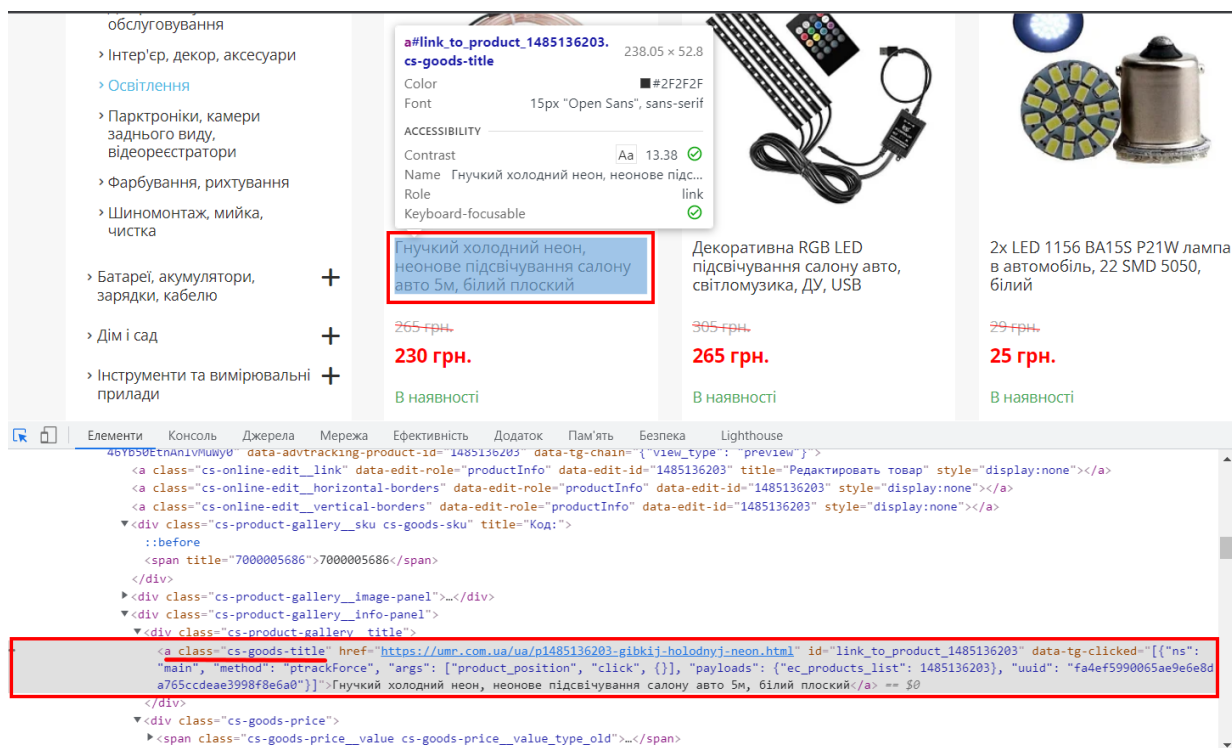 обслуговування
› Інтер'єр, декор, аксесуари
› Освітлення
› Парктроніки, камери
заднього виду,
відеореєстратори
› Фарбування, рихтування
› Шиномонтаж, мийка,
чистка
› Батареї, акумулятори, +
зарядки, кабелю
› Дім і сад +
› Інструменти та вимірювальні +
прилади
a#link_to_product_1485136203.
cs-goods-title 238.05 × 52.8
Color #2F2F2F
Font 15px "Open Sans", sans-serif
ACCESSIBILITY
Contrast Aa 13.38
Name Гнучкий холодний неон, неонове підс...
Role link
Keyboard-focusable
Гнучкий холодний неон,
неонове підсвічування салону
авто 5м, білий плоский
265 грн.
230 грн.
В наявності
Декоративна RGB LED
підсвічування салону авто,
світломузика, ДУ, USB
305 грн.
265 грн.
В наявності
2x LED 1156 BA15S P21W лампа
в автомобіль, 22 SMD 5050,
білий
29 грн.
25 грн.
В наявності
Елементи Консоль Джерела Мережа Ефективність Додаток Пам'ять Безпека Lighthouse
data-advtracking-product-id="1485136203" data-tg-chain="{"view_type": "preview"}">
<a class="cs-online-edit__link" data-edit-role="productInfo" data-edit-id="1485136203" title="Редактировать товар" style="display:none"></a>
<a class="cs-online-edit__horizontal-borders" data-edit-role="productInfo" data-edit-id="1485136203" style="display:none"></a>
<a class="cs-online-edit__vertical-borders" data-edit-role="productInfo" data-edit-id="1485136203" style="display:none"></a>
▼<div class="cs-product-gallery__sku cs-goods-sku" title="Код:">
::before
<span title="7000005686">7000005686</span>
</div>
▶<div class="cs-product-gallery__image-panel">…</div>
▼<div class="cs-product-gallery__info-panel">
▼<div class="cs-product-gallery__title">
<a class="cs-goods-title" href="https://umr.com.ua/ua/p1485136203-gibkij-holodnyj-neon.html" id="link_to_product_1485136203" data-tg-clicked="[{"ns":
"main", "method": "ptrackForce", "args": ["product_position", "click", {}], "payloads": {"ec_products_list": 1485136203}, "uuid": "fa4ef5990065ae9e6e8d
a765ccdeae3998f8e6a0"}]">Гнучкий холодний неон, неонове підсвічування салону авто 5м, білий плоский</a> == $0
</div>
▼<div class="cs-goods-price">
▶<span class="cs-goods-price__value cs-goods-price__value_type_old">…</span>